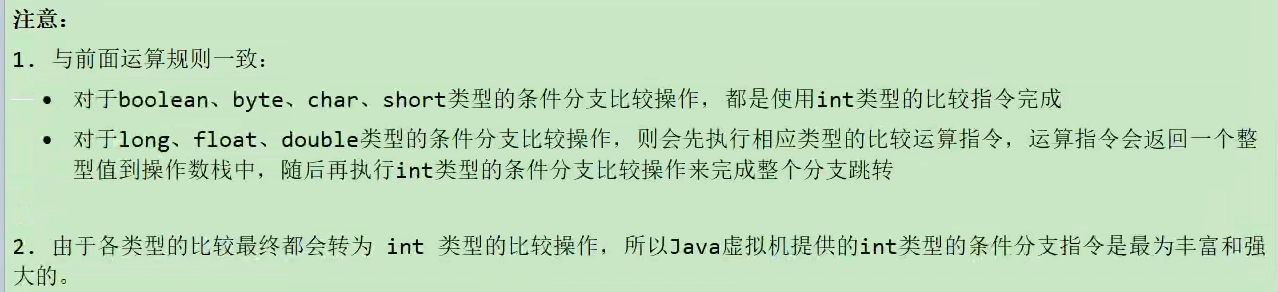 注意：
1. 与前面运算规则一致：
• 对于boolean、byte、char、short类型的条件分支比较操作，都是使用int类型的比较指令完成
• 对于long、float、double类型的条件分支比较操作，则会先执行相应类型的比较运算指令，运算指令会返回一个整
型值到操作数栈中，随后再执行int类型的条件分支比较操作来完成整个分支跳转
2. 由于各类型的比较最终都会转为 int 类型的比较操作，所以Java虚拟机提供的int类型的条件分支指令是最为丰富和强
大的。